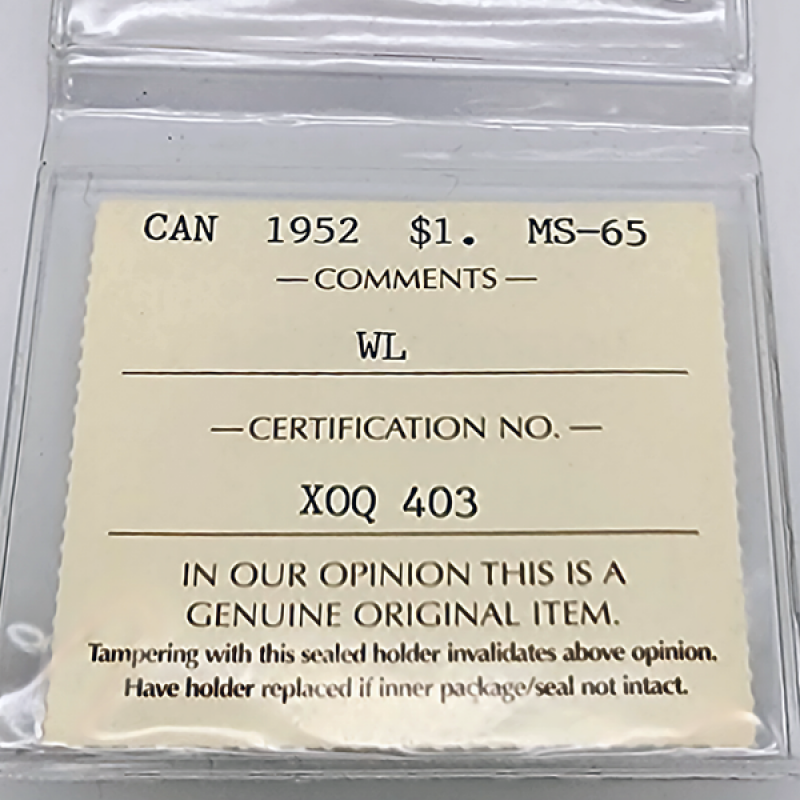 CAN 1952 $1. MS-65
—COMMENTS—
WL
—CERTIFICATION NO.—
XOQ 403
IN OUR OPINION THIS IS A
GENUINE ORIGINAL ITEM.
Tampering with this sealed holder invalidates above opinion.
Have holder replaced if inner package/seal not intact.